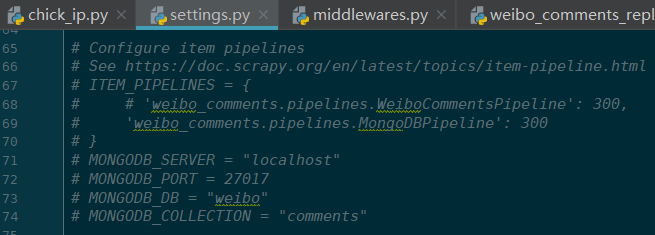 chick_ip.py × settings.py × middlewares.py × weibo_comments_repl
65 # Configure item pipelines
66 # See https://doc.scrapy.org/en/latest/topics/item-pipeline.html
67 # ITEM_PIPELINES = {
68 #     # 'weibo_comments.pipelines.WeiboCommentsPipeline': 300,
69 #     'weibo_comments.pipelines.MongoDBPipeline': 300
70 # }
71 # MONGODB_SERVER = "localhost"
72 # MONGODB_PORT = 27017
73 # MONGODB_DB = "weibo"
74 # MONGODB_COLLECTION = "comments"